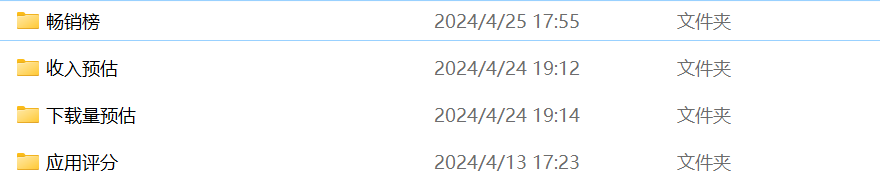 畅销榜 2024/4/25 17:55 文件夹
收入预估 2024/4/24 19:12 文件夹
下载量预估 2024/4/24 19:14 文件夹
应用评分 2024/4/13 17:23 文件夹